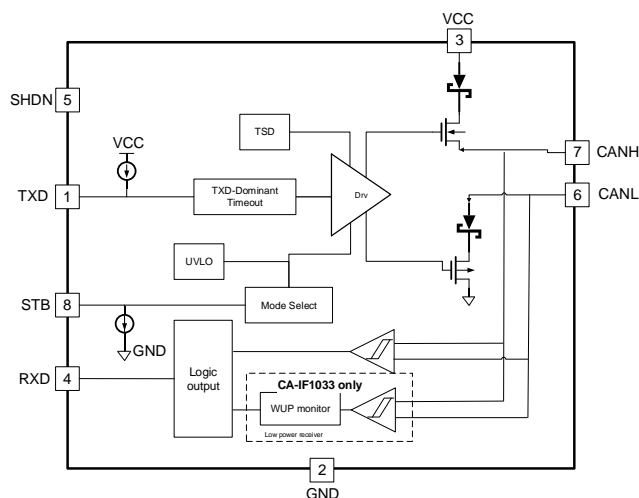 VCC
3
SHDN
5
VCC
TSD
7
CANH
TXD
1
TXD-Dominant
Timeout
Drv
6
CANL
UVLO
STB
8
Mode Select
GND
Logic
output
RXD
4
CA-IF1033 only
WUP monitor
Low power receiver
2
GND